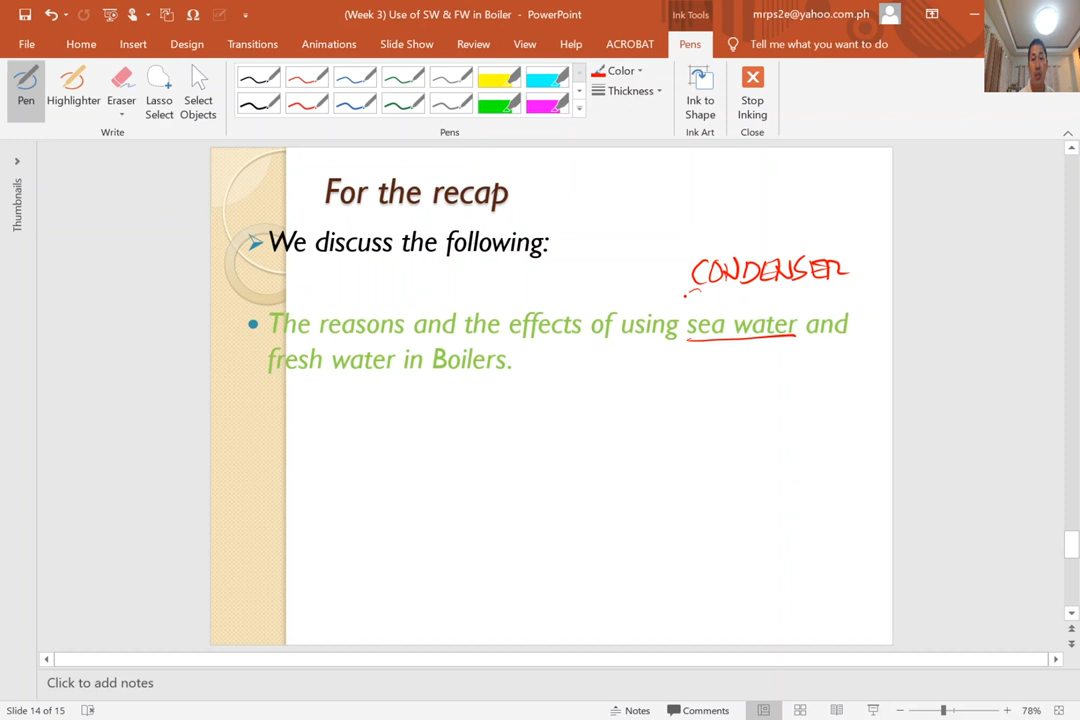 (Week 3) Use of SW & FW in Boiler - PowerPoint
Ink Tools
mrps2e@yahoo.com.ph
File Home Insert Design Transitions Animations Slide Show Review View Help ACROBAT Pens Tell me what you want to do
Pen Highlighter Eraser Lasso Select Select Objects
Color
Thickness
Ink to Shape
Stop Inking
Write Pens Ink Art Close
Thumbnails
For the recap
We discuss the following:
CONDENSER
The reasons and the effects of using sea water and
fresh water in Boilers.
Click to add notes
Slide 14 of 15 Notes Comments 78%